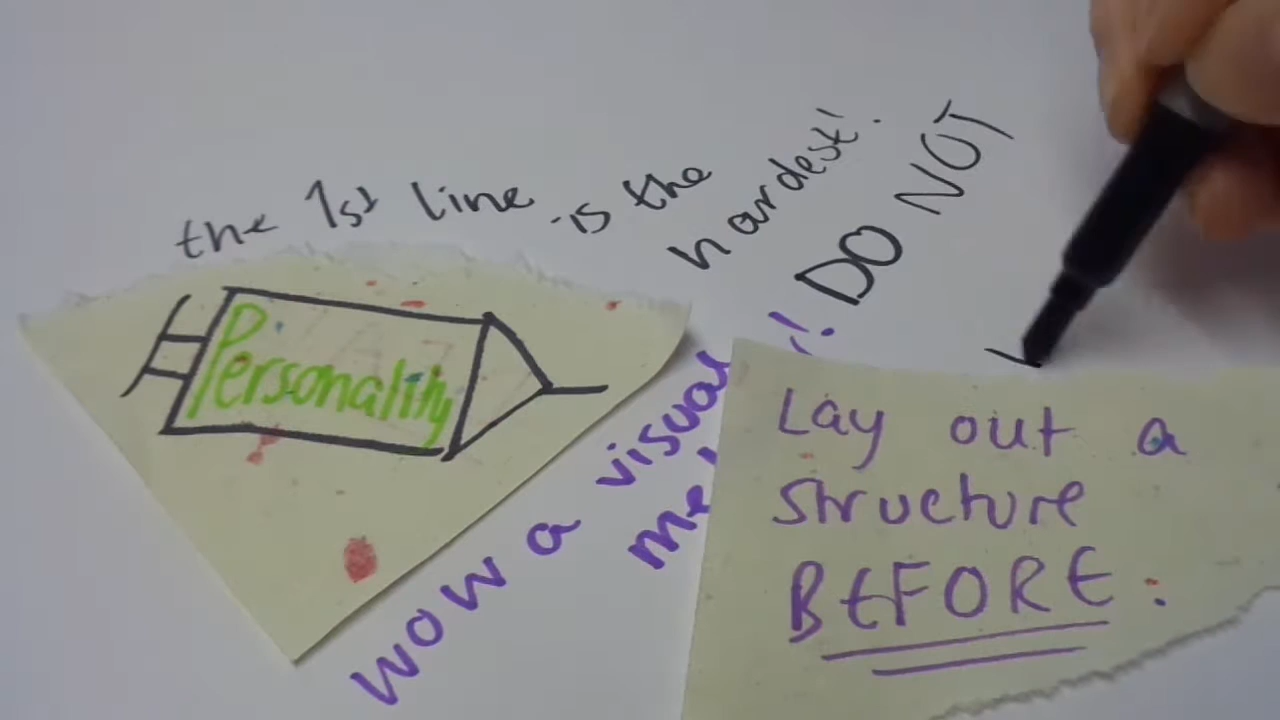 the 1st line is the hardest!
DO NOT
Personality
wow a visual
Lay out a
structure
BEFORE: